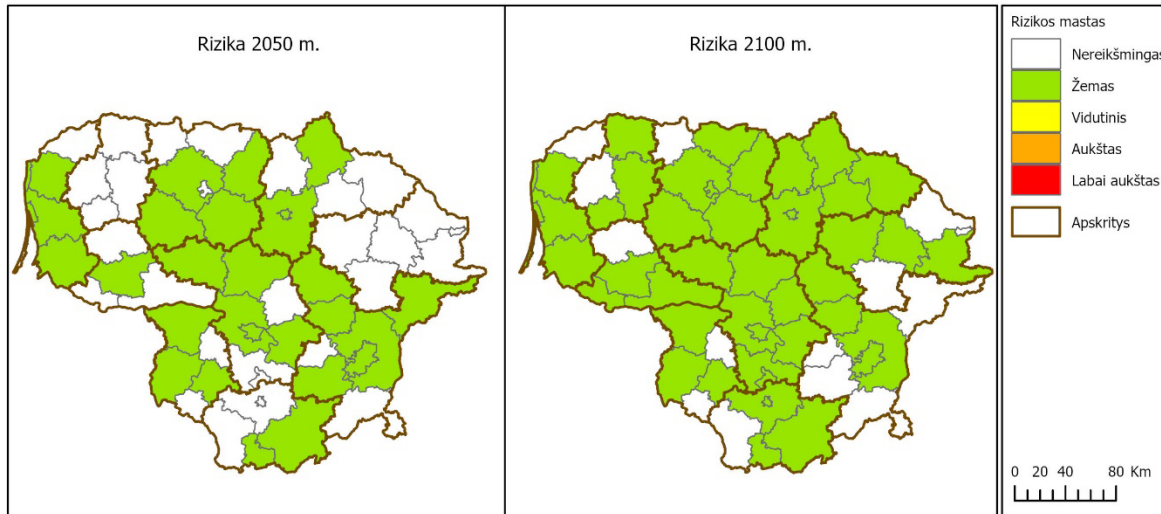 Rizika 2050 m.
Rizika 2100 m.
Rizikos mastas
Nereikšmingas
Žemas
Vidutinis
Aukštas
Labai aukštas
Apskritys
0 20 40 80 Km